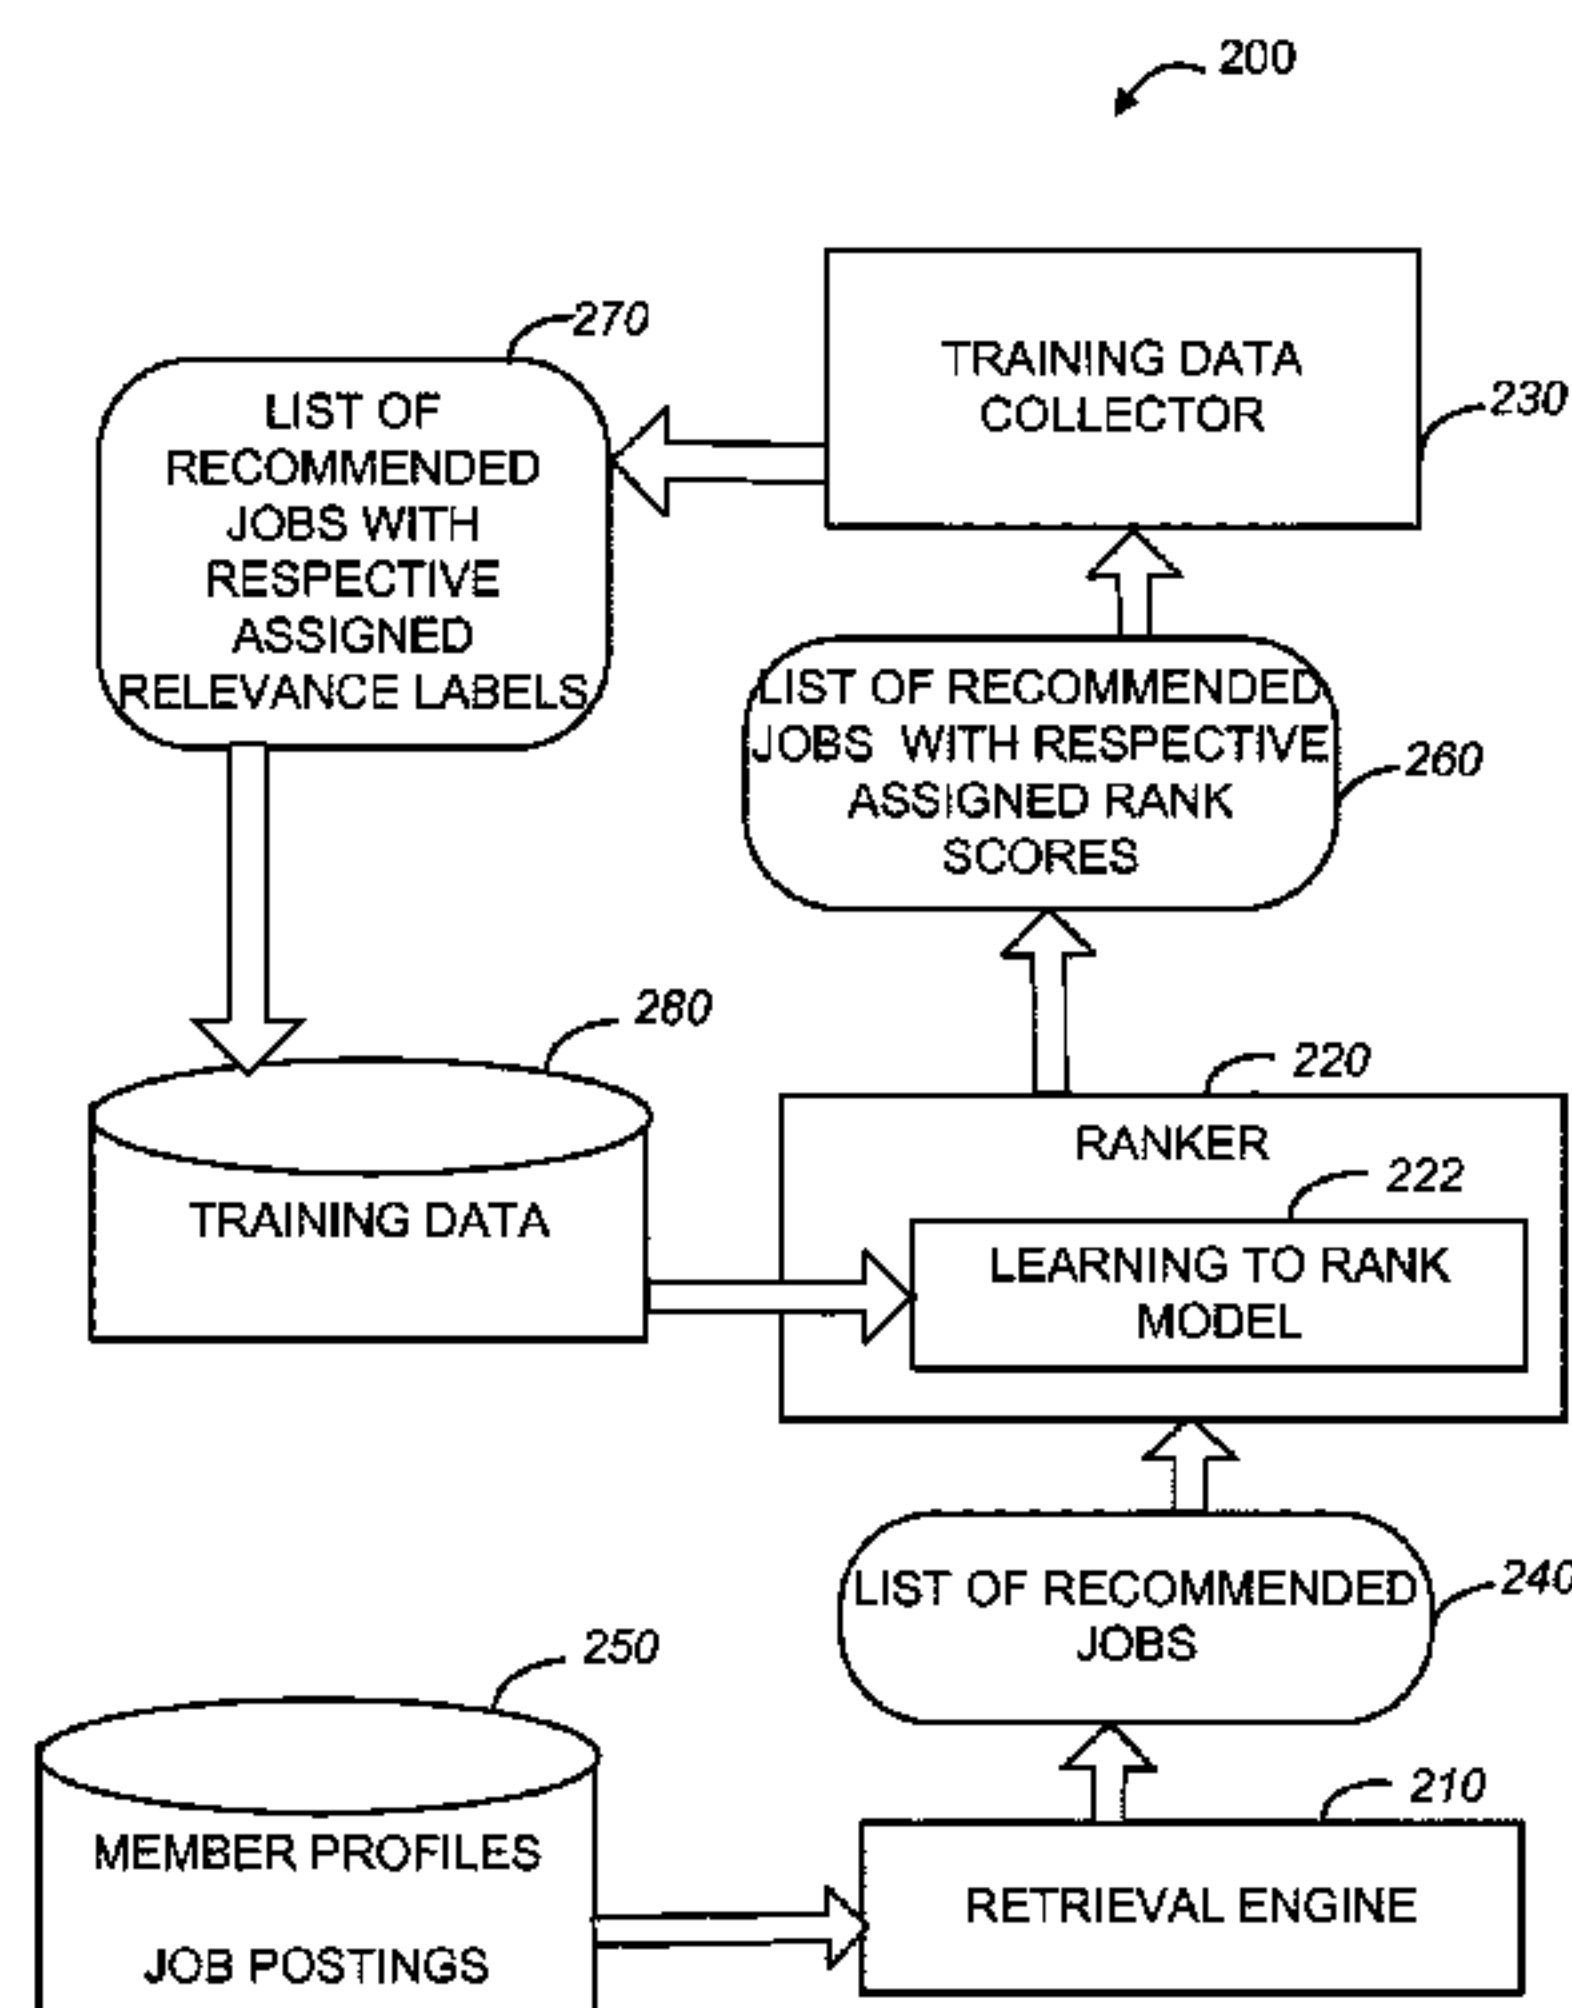 200
270
LIST OF
RECOMMENDED
JOBS WITH
RESPECTIVE
ASSIGNED
RELEVANCE LABELS
TRAINING DATA
COLLECTOR
230
LIST OF RECOMMENDED
JOBS WITH RESPECTIVE
ASSIGNED RANK
SCORES
260
280
TRAINING DATA
220
RANKER
222
LEARNING TO RANK
MODEL
LIST OF RECOMMENDED
JOBS
240
250
MEMBER PROFILES
JOB POSTINGS
210
RETRIEVAL ENGINE